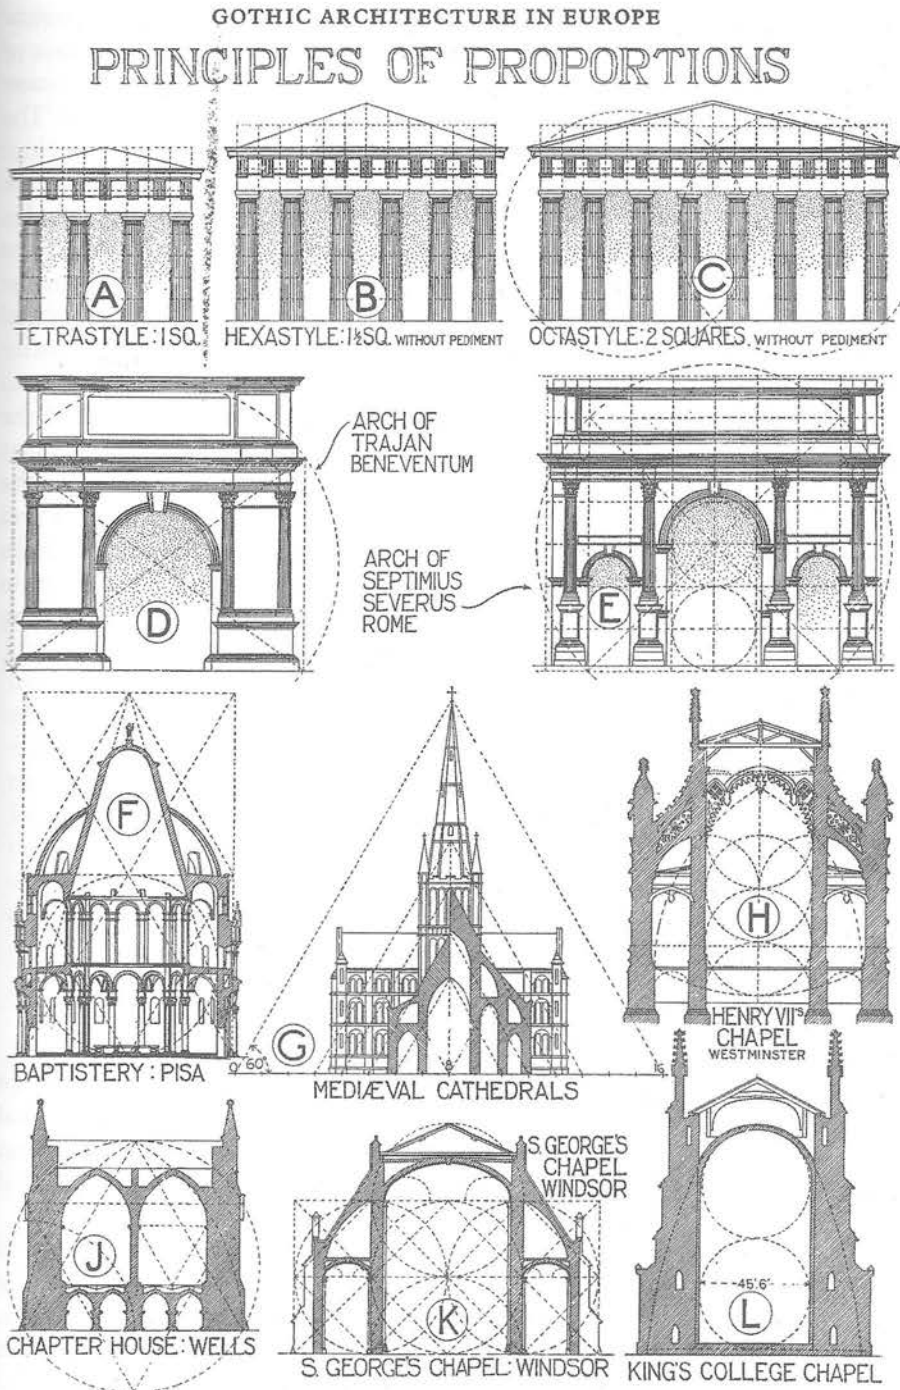 GOTHIC ARCHITECTURE IN EUROPE
PRINCIPLES OF PROPORTIONS
A
B
C
TETRASTYLE: 1 SQ.
HEXASTYLE: 1½ SQ. WITHOUT PEDIMENT
OCTASTYLE: 2 SQUARES. WITHOUT PEDIMENT
ARCH OF
TRAJAN
BENEVENTUM
ARCH OF
SEPTIMIUS
SEVERUS
ROME
D
E
F
G
H
0
60°
16
BAPTISTERY: PISA
MEDIÆVAL CATHEDRALS
HENRY VII'S
CHAPEL
WESTMINSTER
J
CHAPTER HOUSE: WELLS
S. GEORGE'S
CHAPEL
WINDSOR
K
S. GEORGE'S CHAPEL: WINDSOR
45'.6"
L
KING'S COLLEGE CHAPEL